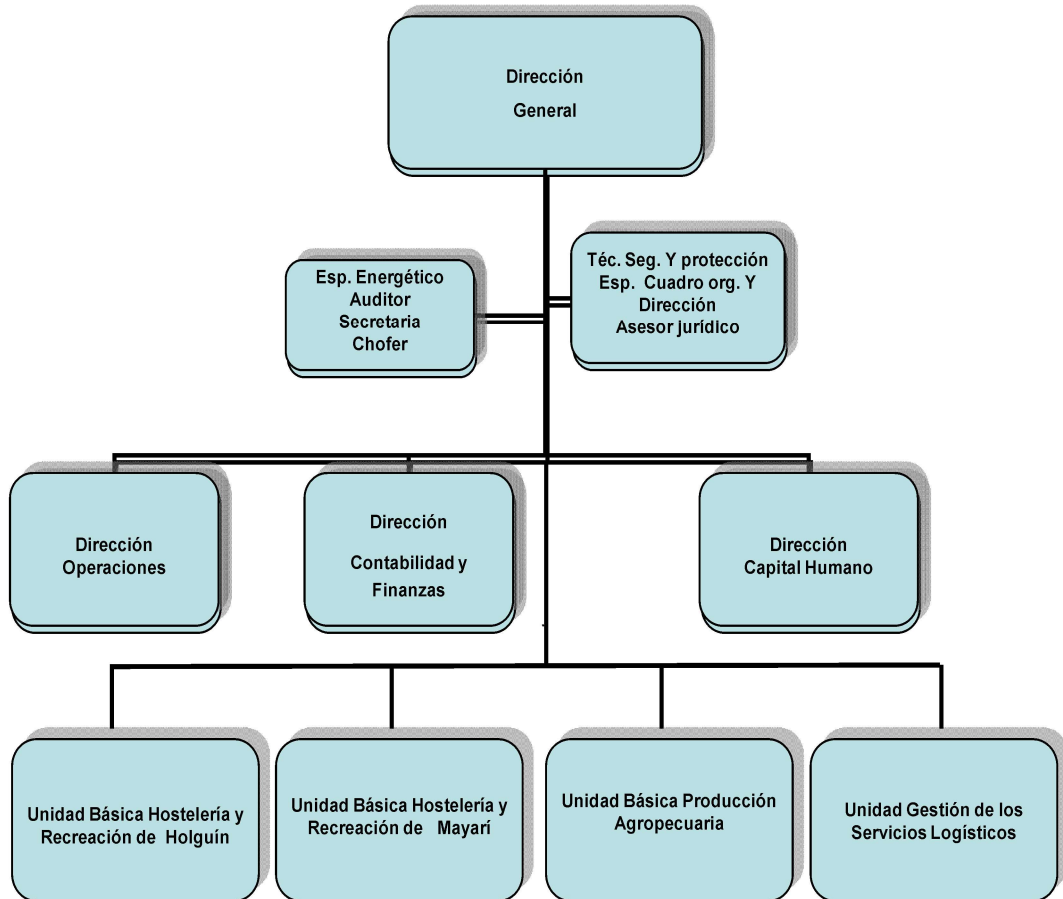 Dirección
General
Esp. Energético
Auditor
Secretaria
Chofer
Téc. Seg. Y protección
Esp. Cuadro org. Y
Dirección
Asesor jurídico
Dirección
Operaciones
Dirección
Contabilidad y
Finanzas
Dirección
Capital Humano
Unidad Básica Hostelería y
Recreación de Holguín
Unidad Básica Hostelería y
Recreación de Mayarí
Unidad Básica Producción
Agropecuaria
Unidad Gestión de los
Servicios Logísticos